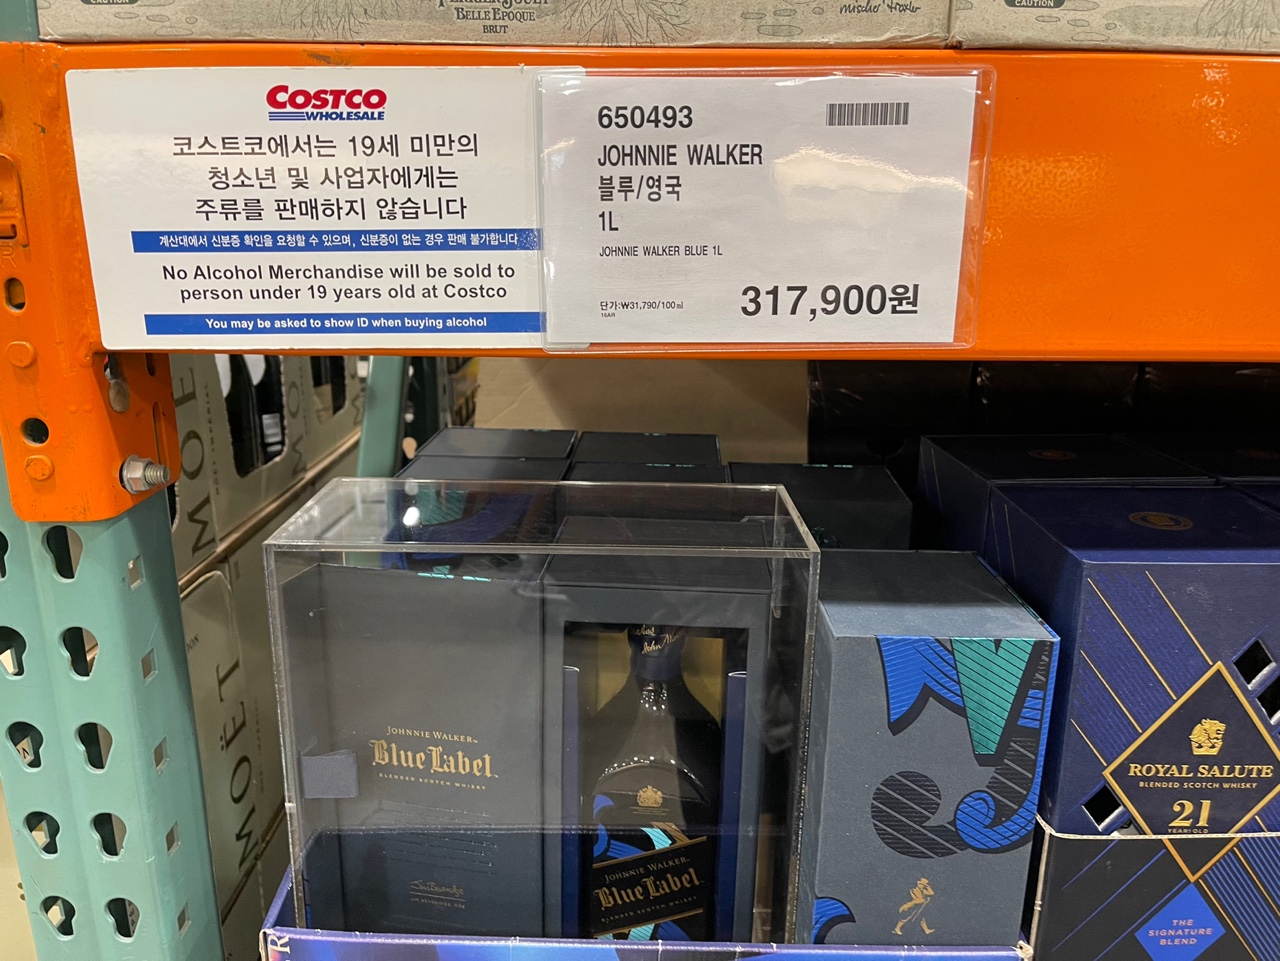 BELLE EPOQUE
BRUT
CAUTION
COSTCO
WHOLESALE
코스트코에서는 19세 미만의
청소년 및 사업자에게는
주류를 판매하지 않습니다
계산대에서 신분증 확인을 요청할 수 있으며, 신분증이 없는 경우 판매 불가합니다
No Alcohol Merchandise will be sold to
person under 19 years old at Costco
You may be asked to show ID when buying alcohol
650493
JOHNNIE WALKER
블루/영국
1L
JOHNNIE WALKER BLUE 1L
단가:₩31,790/100ml
317,900원
MOË
MOËT
JOHNNIE WALKER
Blue Label
BLENDED SCOTCH WHISKY
JOHNNIE WALKER
Blue Label
BLENDED SCOTCH WHISKY
ROYAL SALUTE
BLENDED SCOTCH WHISKY
21
YEAR OLD
THE
SIGNATURE
BLEND